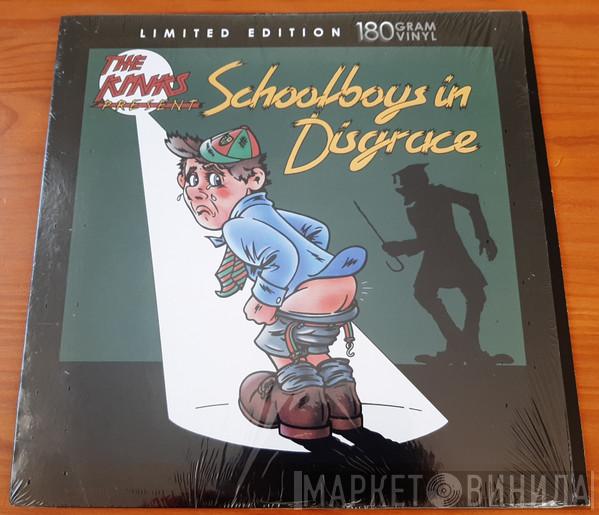 LIMITED EDITION 180 GRAM VINYL
THE
KINKS
PRESENT
Schoolboys in
Disgrace
МАРКЕТ ВИНИЛА